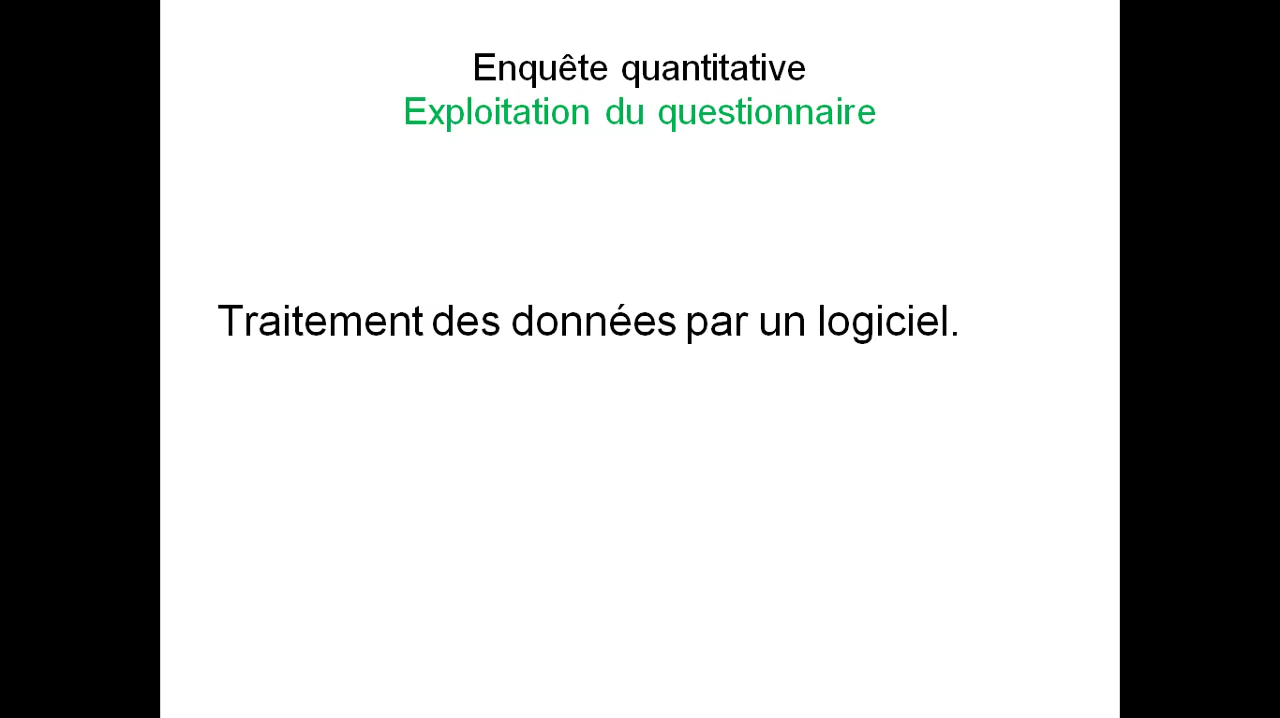 Enquête quantitative
Exploitation du questionnaire
Traitement des données par un logiciel.